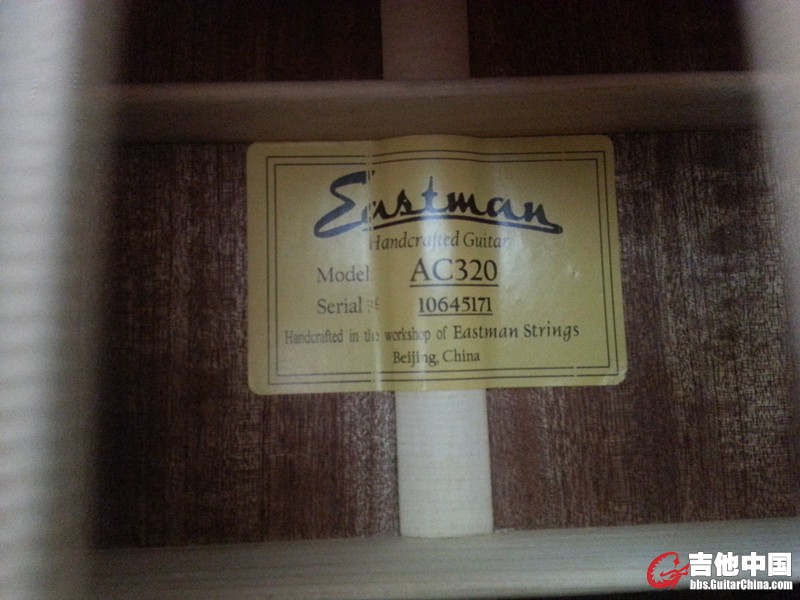 Eastman
Handcrafted Guitar
Model: AC320
Serial 10645171
Handcrafted in the workshop of Eastman Strings
Beijing, China
吉他中国
bbs.GuitarChina.com